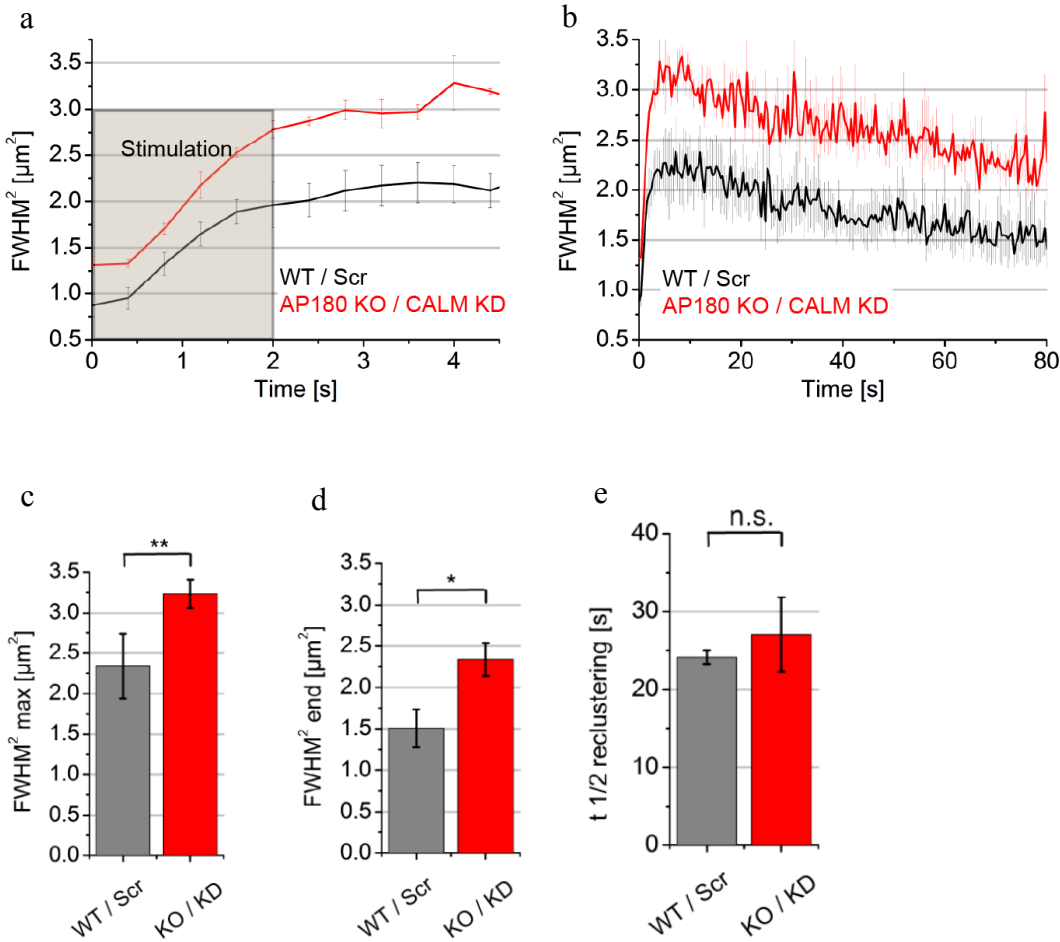 a
3.5
3.0
2.5
2.0
1.5
1.0
0.5
FWHM² [µm²]
Stimulation
WT / Scr
AP180 KO / CALM KD
0 1 2 3 4
Time [s]
b
3.5
3.0
2.5
2.0
1.5
1.0
0.5
FWHM² [µm²]
WT / Scr
AP180 KO / CALM KD
0 20 40 60 80
Time [s]
c
**
3.5
3.0
2.5
2.0
1.5
1.0
0.5
0.0
FWHM² max [µm²]
WT / Scr
KO / KD
d
*
3.5
3.0
2.5
2.0
1.5
1.0
0.5
0.0
FWHM² end [µm²]
WT / Scr
KO / KD
e
n.s.
40
30
20
10
0
t 1/2 reclustering [s]
WT / Scr
KO / KD